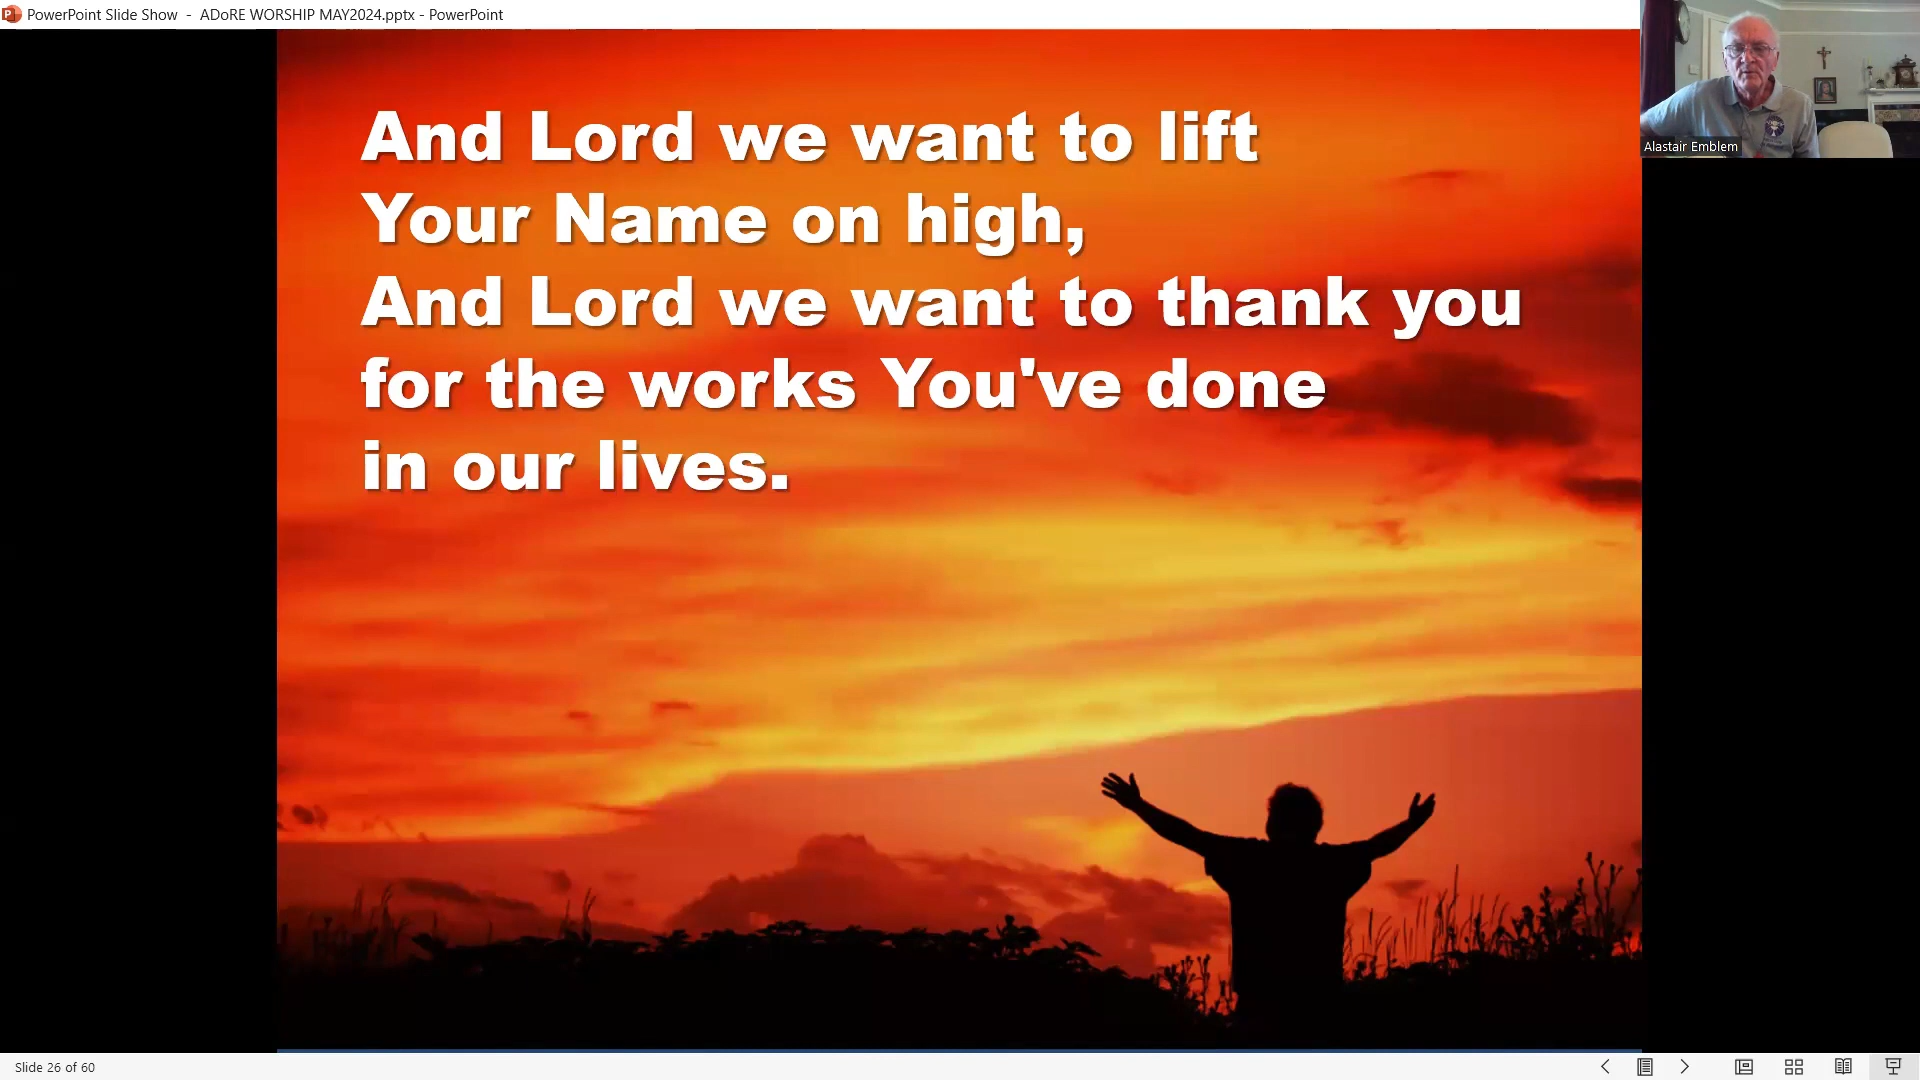 PowerPoint Slide Show - ADoRE WORSHIP MAY2024.pptx - PowerPoint
And Lord we want to lift
Your Name on high,
And Lord we want to thank you
for the works You've done
in our lives.
Alastair Emblem
Slide 26 of 60